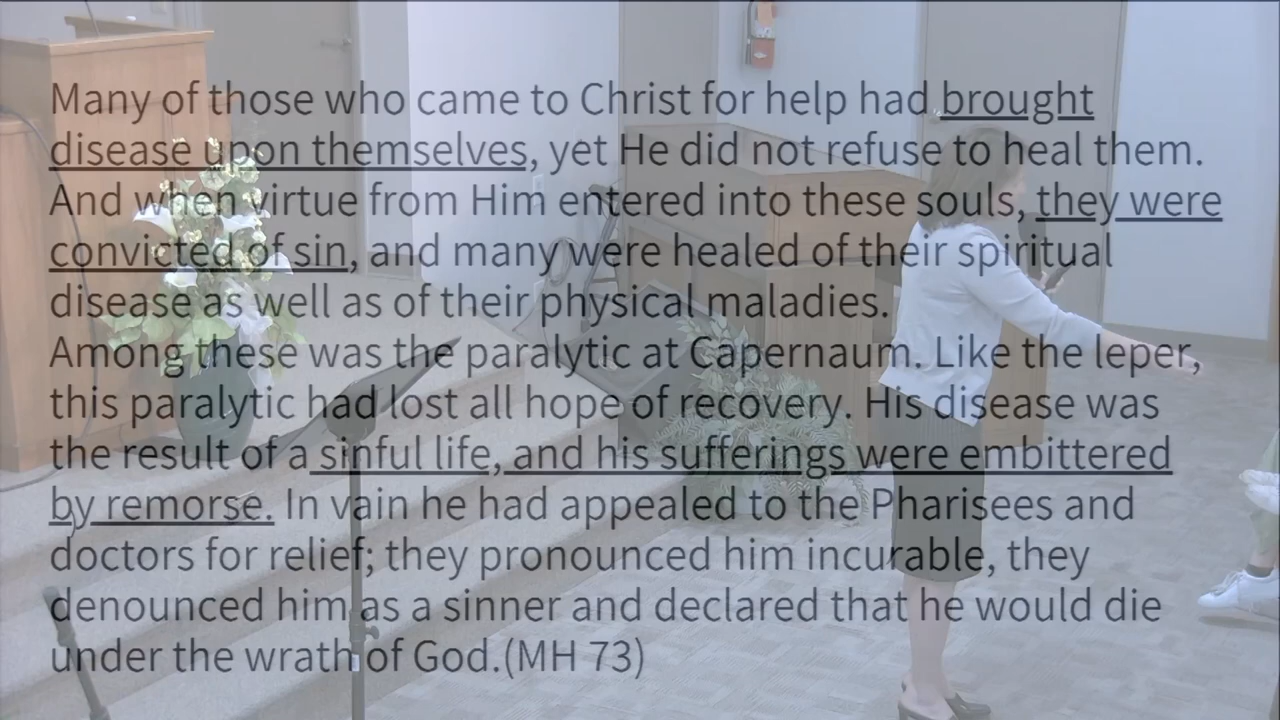 Many of those who came to Christ for help had brought
disease upon themselves, yet He did not refuse to heal them.
And when virtue from Him entered into these souls, they were
convicted of sin, and many were healed of their spiritual
disease as well as of their physical maladies.
Among these was the paralytic at Capernaum. Like the leper,
this paralytic had lost all hope of recovery. His disease was
the result of a sinful life, and his sufferings were embittered
by remorse. In vain he had appealed to the Pharisees and
doctors for relief; they pronounced him incurable, they
denounced him as a sinner and declared that he would die
under the wrath of God.(MH 73)